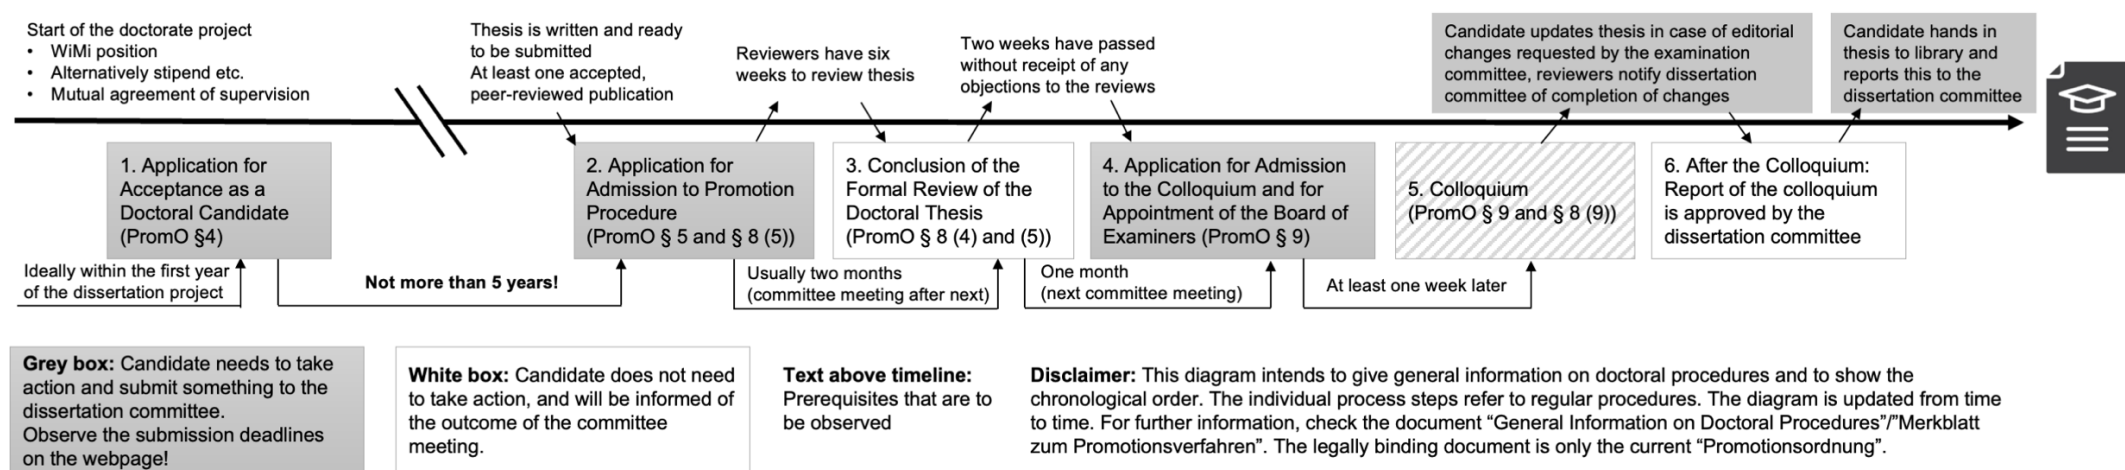 Start of the doctorate project
• WiMi position
• Alternatively stipend etc.
• Mutual agreement of supervision
Thesis is written and ready
to be submitted
At least one accepted,
peer-reviewed publication
Reviewers have six
weeks to review thesis
Two weeks have passed
without receipt of any
objections to the reviews
Candidate updates thesis in case of editorial
changes requested by the examination
committee, reviewers notify dissertation
committee of completion of changes
Candidate hands in
thesis to library and
reports this to the
dissertation committee
1. Application for
Acceptance as a
Doctoral Candidate
(PromO §4)
2. Application for
Admission to Promotion
Procedure
(PromO § 5 and § 8 (5))
3. Conclusion of the
Formal Review of the
Doctoral Thesis
(PromO § 8 (4) and (5))
4. Application for Admission
to the Colloquium and for
Appointment of the Board of
Examiners (PromO § 9)
5. Colloquium
(PromO § 9 and § 8 (9))
6. After the Colloquium:
Report of the colloquium
is approved by the
dissertation committee
Ideally within the first year
of the dissertation project
Not more than 5 years!
Usually two months
(committee meeting after next)
One month
(next committee meeting)
At least one week later
Grey box: Candidate needs to take
action and submit something to the
dissertation committee.
Observe the submission deadlines
on the webpage!
White box: Candidate does not need
to take action, and will be informed of
the outcome of the committee
meeting.
Text above timeline:
Prerequisites that are to
be observed
Disclaimer: This diagram intends to give general information on doctoral procedures and to show the
chronological order. The individual process steps refer to regular procedures. The diagram is updated from time
to time. For further information, check the document “General Information on Doctoral Procedures”/”Merkblatt
zum Promotionsverfahren”. The legally binding document is only the current “Promotionsordnung”.